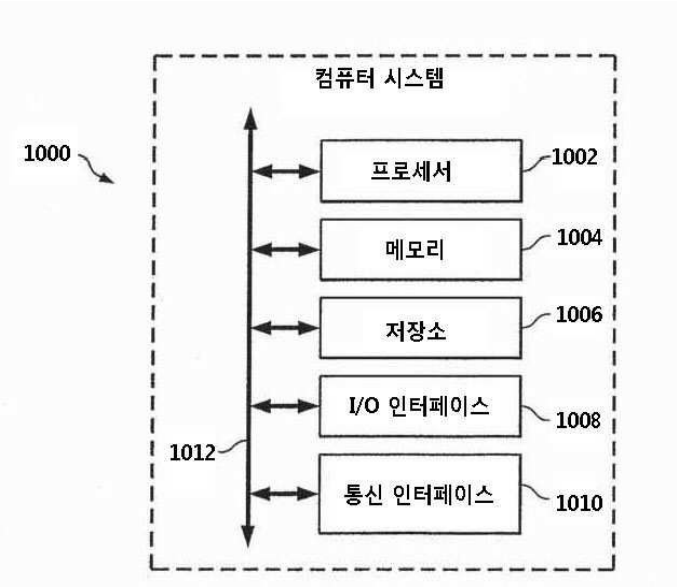 컴퓨터 시스템
1000
프로세서
1002
메모리
1004
저장소
1006
I/O 인터페이스
1008
1012
통신 인터페이스
1010